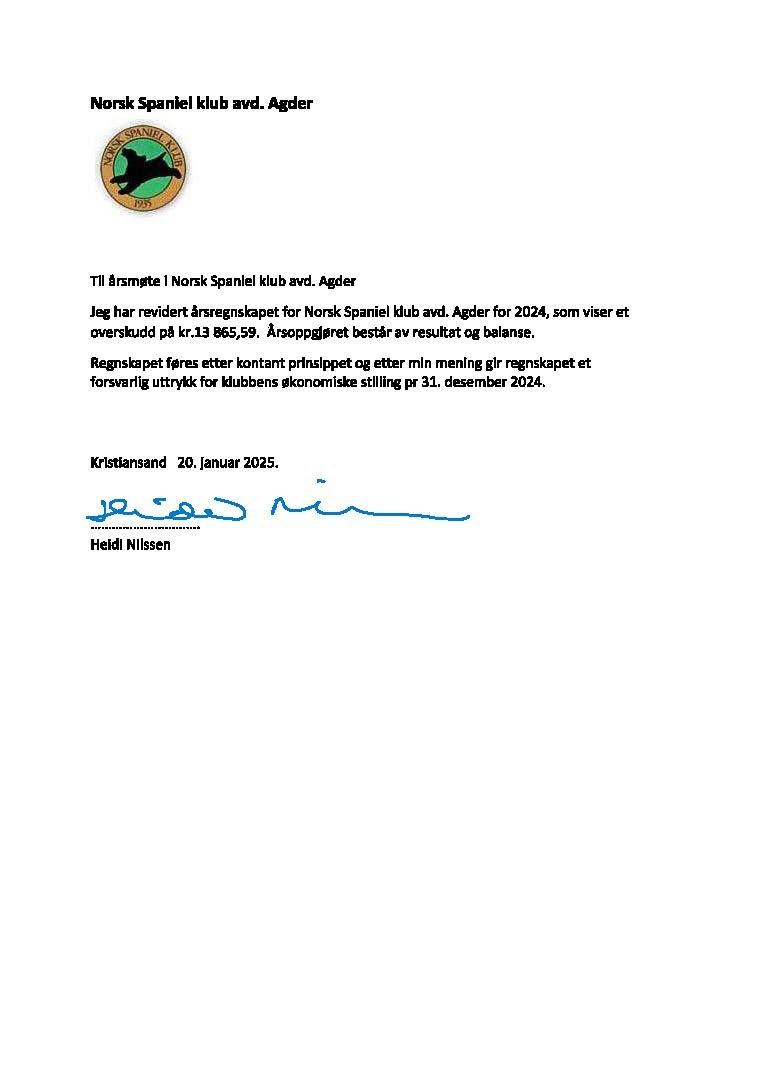 Norsk Spaniel klub avd. Agder
NORSK SPANIEL KLUB
1935
Til årsmøte i Norsk Spaniel klub avd. Agder
Jeg har revidert årsregnskapet for Norsk Spaniel klub avd. Agder for 2024, som viser et
overskudd på kr.13 865,59.  Årsoppgjøret består av resultat og balanse.
Regnskapet føres etter kontant prinsippet og etter min mening gir regnskapet et
forsvarlig uttrykk for klubbens økonomiske stilling pr 31. desember 2024.
Kristiansand   20. januar 2025.
Heidi Nilssen